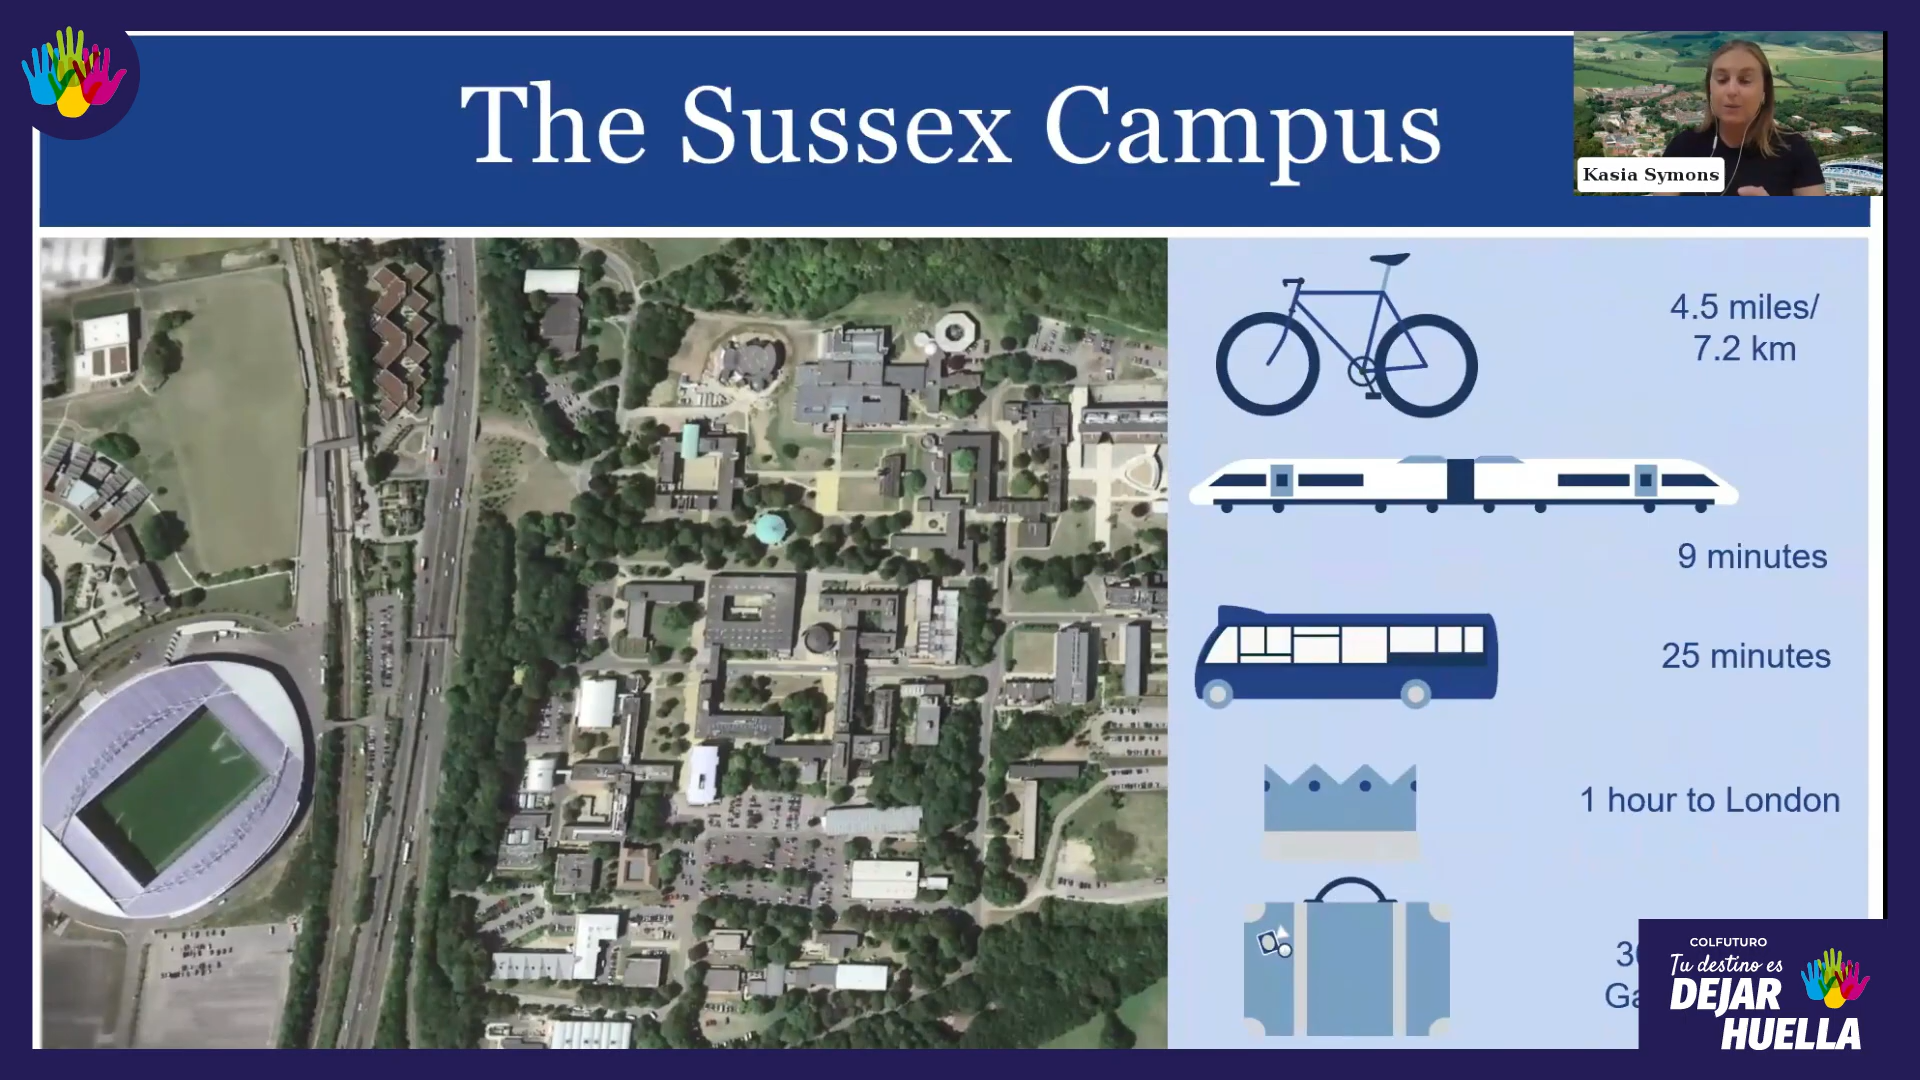 The Sussex Campus
Kasia Symons
4.5 miles/
7.2 km
9 minutes
25 minutes
1 hour to London
COLFUTURO
Tu destino es
DEJAR
HUELLA